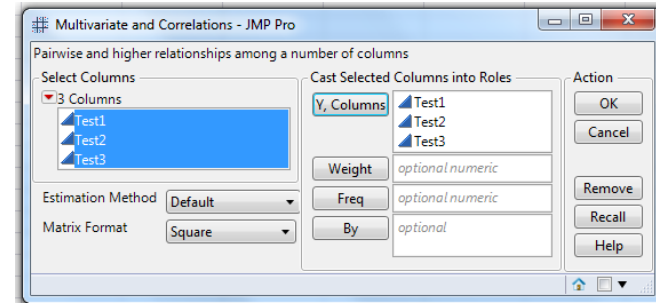 Multivariate and Correlations - JMP Pro
Pairwise and higher relationships among a number of columns
Select Columns
3 Columns
Test1
Test2
Test3
Estimation Method Default
Matrix Format Square
Cast Selected Columns into Roles
Y, Columns Test1
Test2
Test3
Weight optional numeric
Freq optional numeric
By optional
Action
OK
Cancel
Remove
Recall
Help